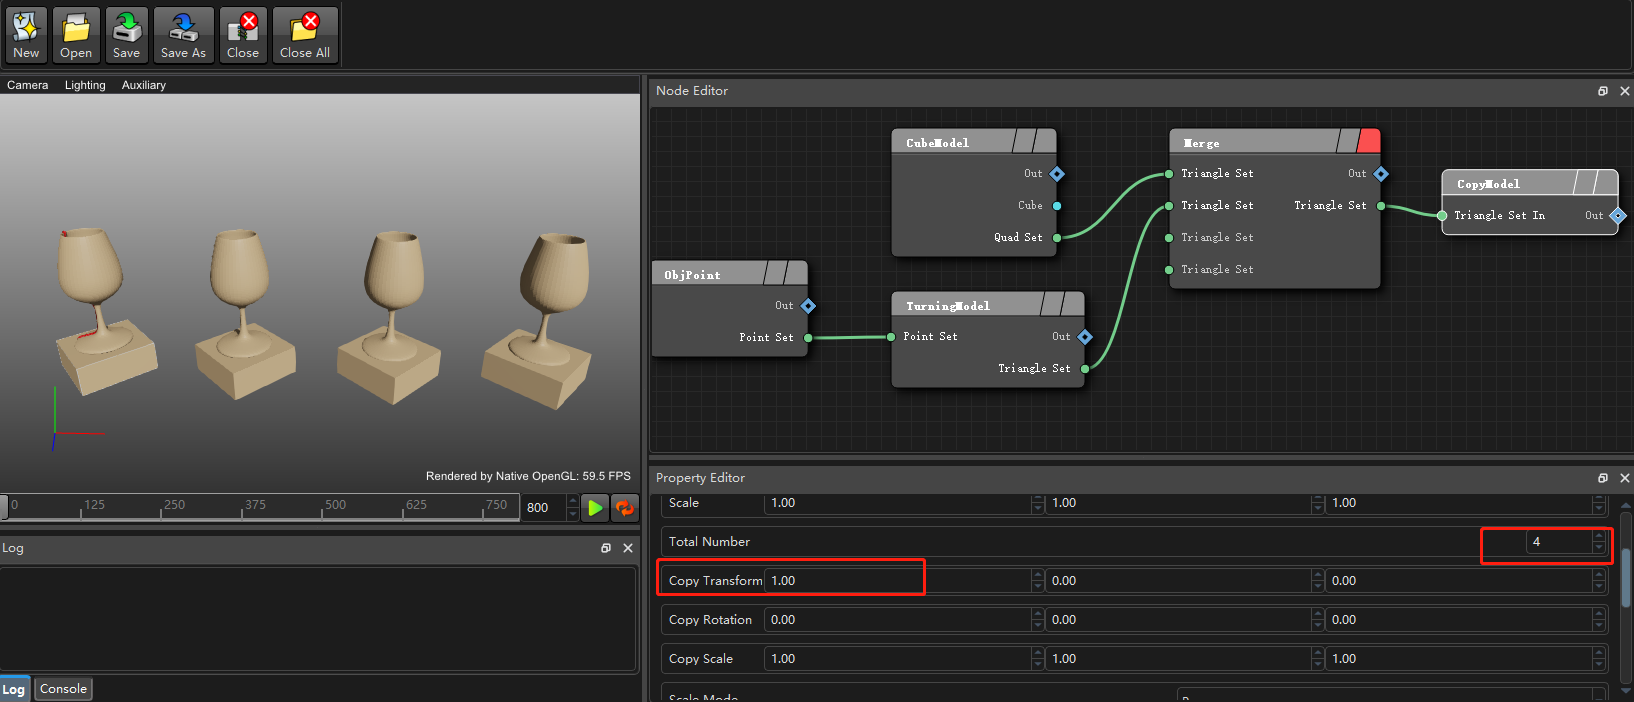 New Open Save Save As Close Close All
Camera Lighting Auxiliary
Rendered by Native OpenGL: 59.5 FPS
0 125 250 375 500 625 750 800
Log
Log Console
Node Editor
CubeModel
Out
Cube
Quad Set
ObjPoint
Out
Point Set
TurningModel
Point Set Out
Triangle Set
Merge
Triangle Set Out
Triangle Set Triangle Set
Triangle Set
Triangle Set
CopyModel
Triangle Set In Out
Property Editor
Scale 1.00 1.00 1.00
Total Number 4
Copy Transform 1.00 0.00 0.00
Copy Rotation 0.00 0.00 0.00
Copy Scale 1.00 1.00 1.00
Scale Mode